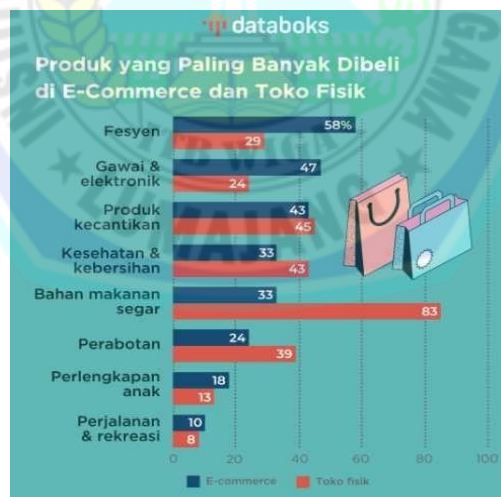 databoks
Produk yang Paling Banyak Dibeli
di E-Commerce dan Toko Fisik
Fesyen
58%
29
Gawai &
elektronik
47
24
Produk
kecantikan
43
45
Kesehatan &
kebersihan
33
43
Bahan makanan
segar
33
83
Perabotan
24
39
Perlengkapan
anak
18
13
Perjalanan
& rekreasi
10
8
0 20 40 60 80 100
E-commerce Toko fisik